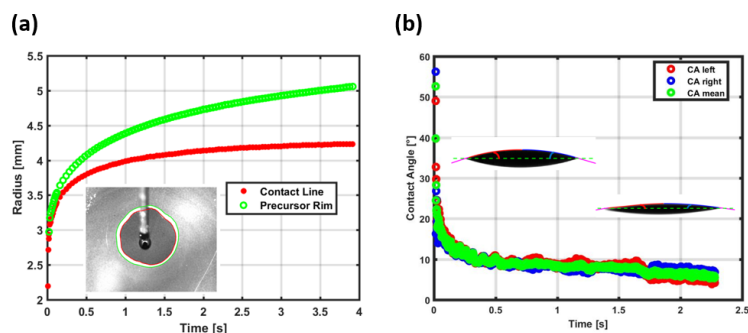 (a)
5.5
5
4.5
4
3.5
3
2.5
2
Radius [mm]
Contact Line
Precursor Rim
0 0.5 1 1.5 2 2.5 3 3.5 4
Time [s]
(b)
60
50
40
30
20
10
0
Contact Angle [°]
CA left
CA right
CA mean
0 0.5 1 1.5 2 2.5
Time [s]